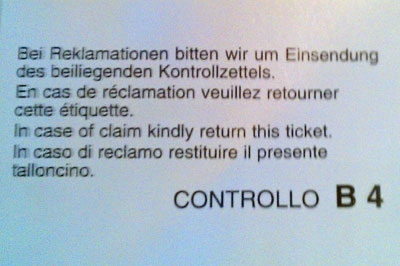 Bei Reklamationen bitten wir um Einsendung
des beiliegenden Kontrollzettels.
En cas de réclamation veuillez retourner
cette étiquette.
In case of claim kindly return this ticket.
In caso di reclamo restituire il presente
talloncino.
CONTROLLO B 4